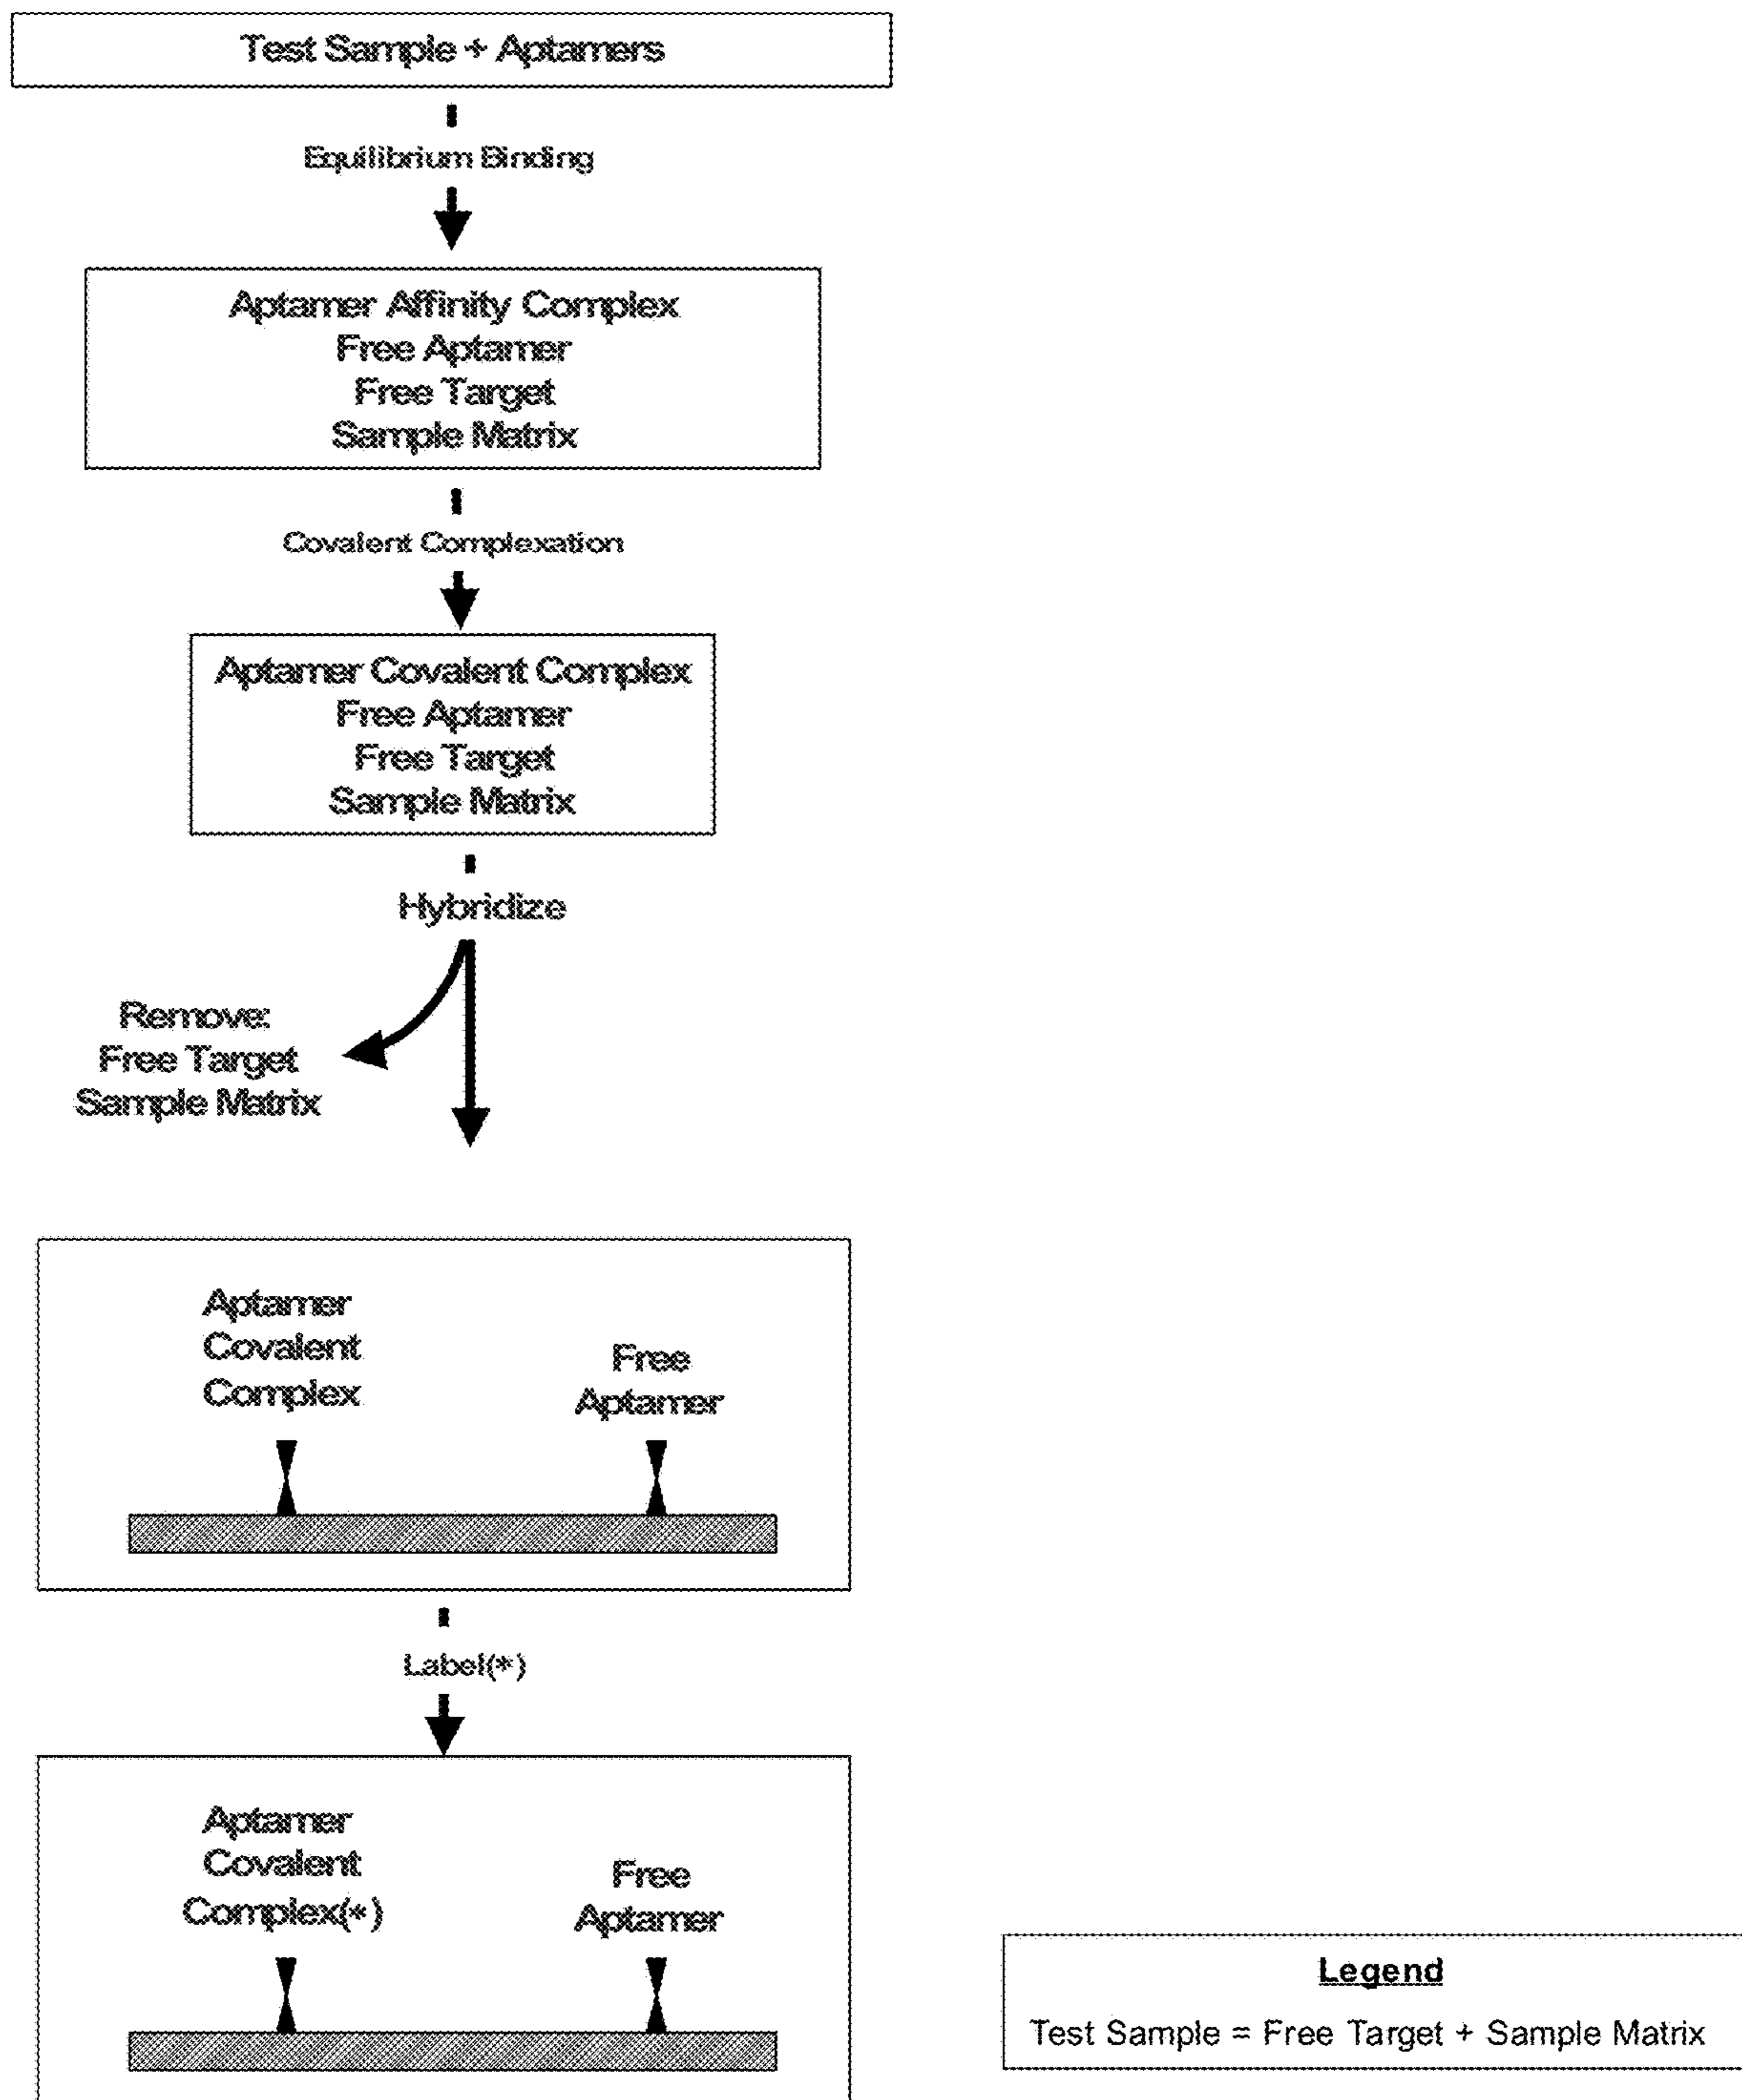 Test Sample + Aptamers
Equilibrium Binding
Aptamer Affinity Complex
Free Aptamer
Free Target
Sample Matrix
Covalent Complexation
Aptamer Covalent Complex
Free Aptamer
Free Target
Sample Matrix
Hybridize
Remove:
Free Target
Sample Matrix
Aptamer
Covalent
Complex
Free
Aptamer
Label(*)
Aptamer
Covalent
Complex(*)
Free
Aptamer
Legend
Test Sample = Free Target + Sample Matrix